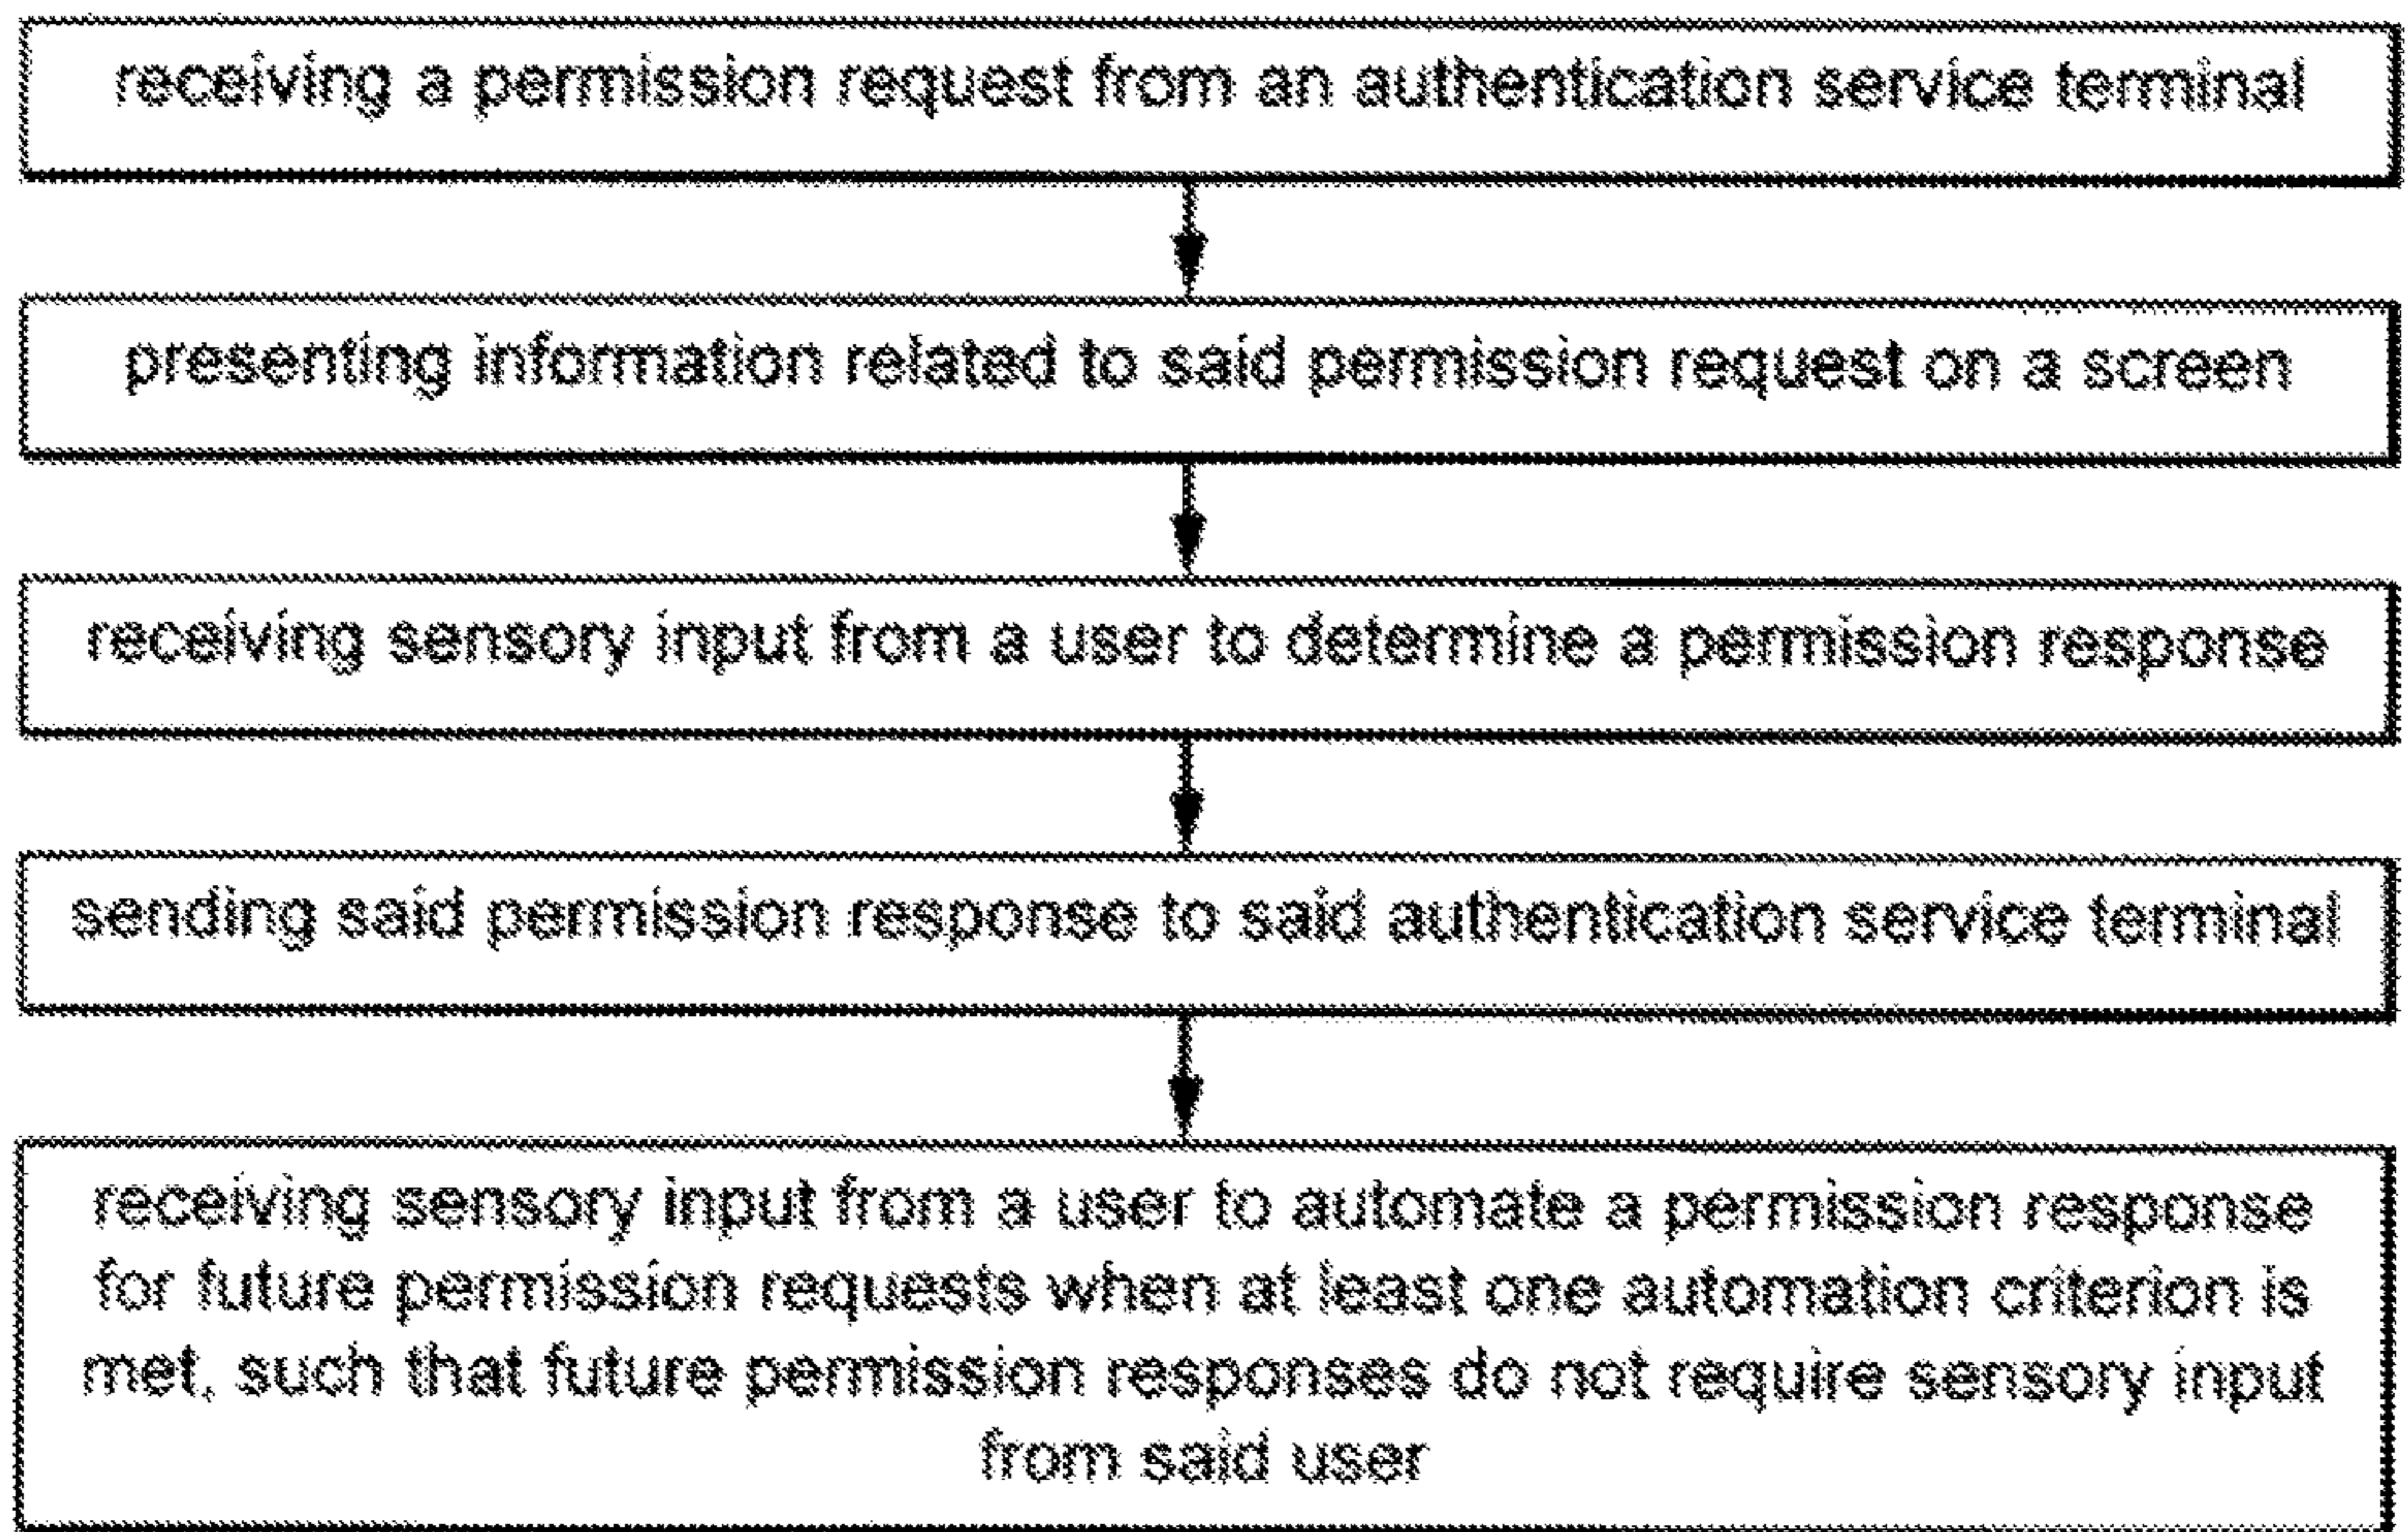 receiving a permission request from an authentication service terminal
presenting information related to said permission request on a screen
receiving sensory input from a user to determine a permission response
sending said permission response to said authentication service terminal
receiving sensory input from a user to automate a permission response
for future permission requests when at least one automation criterion is
met, such that future permission responses do not require sensory input
from said user